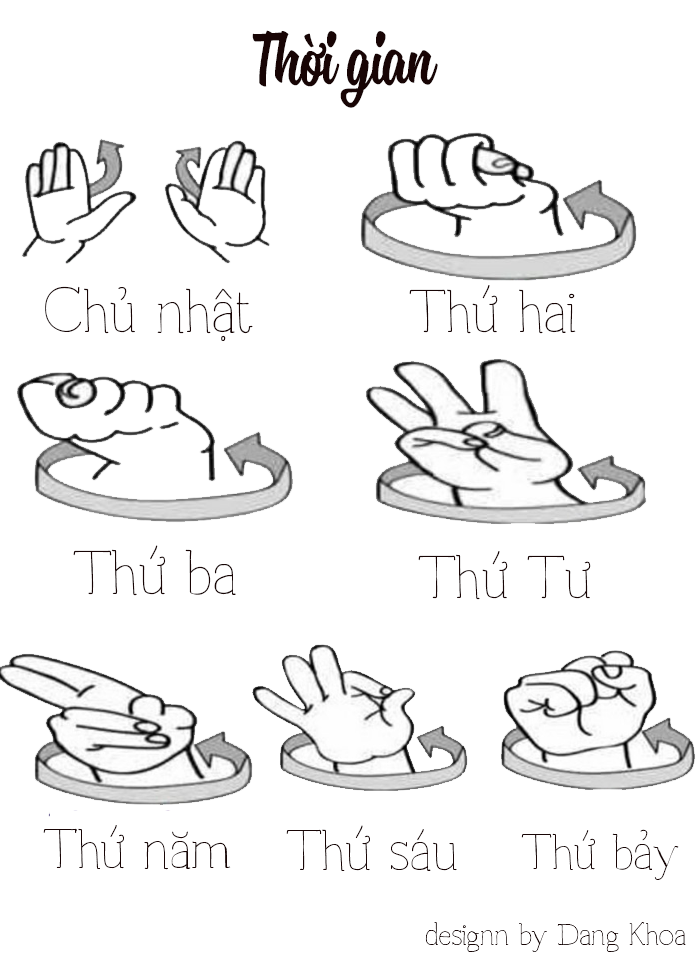 Thời gian
Chủ nhật
Thứ hai
Thứ ba
Thứ Tư
Thứ năm
Thứ sáu
Thứ bảy
designn by Dang Khoa